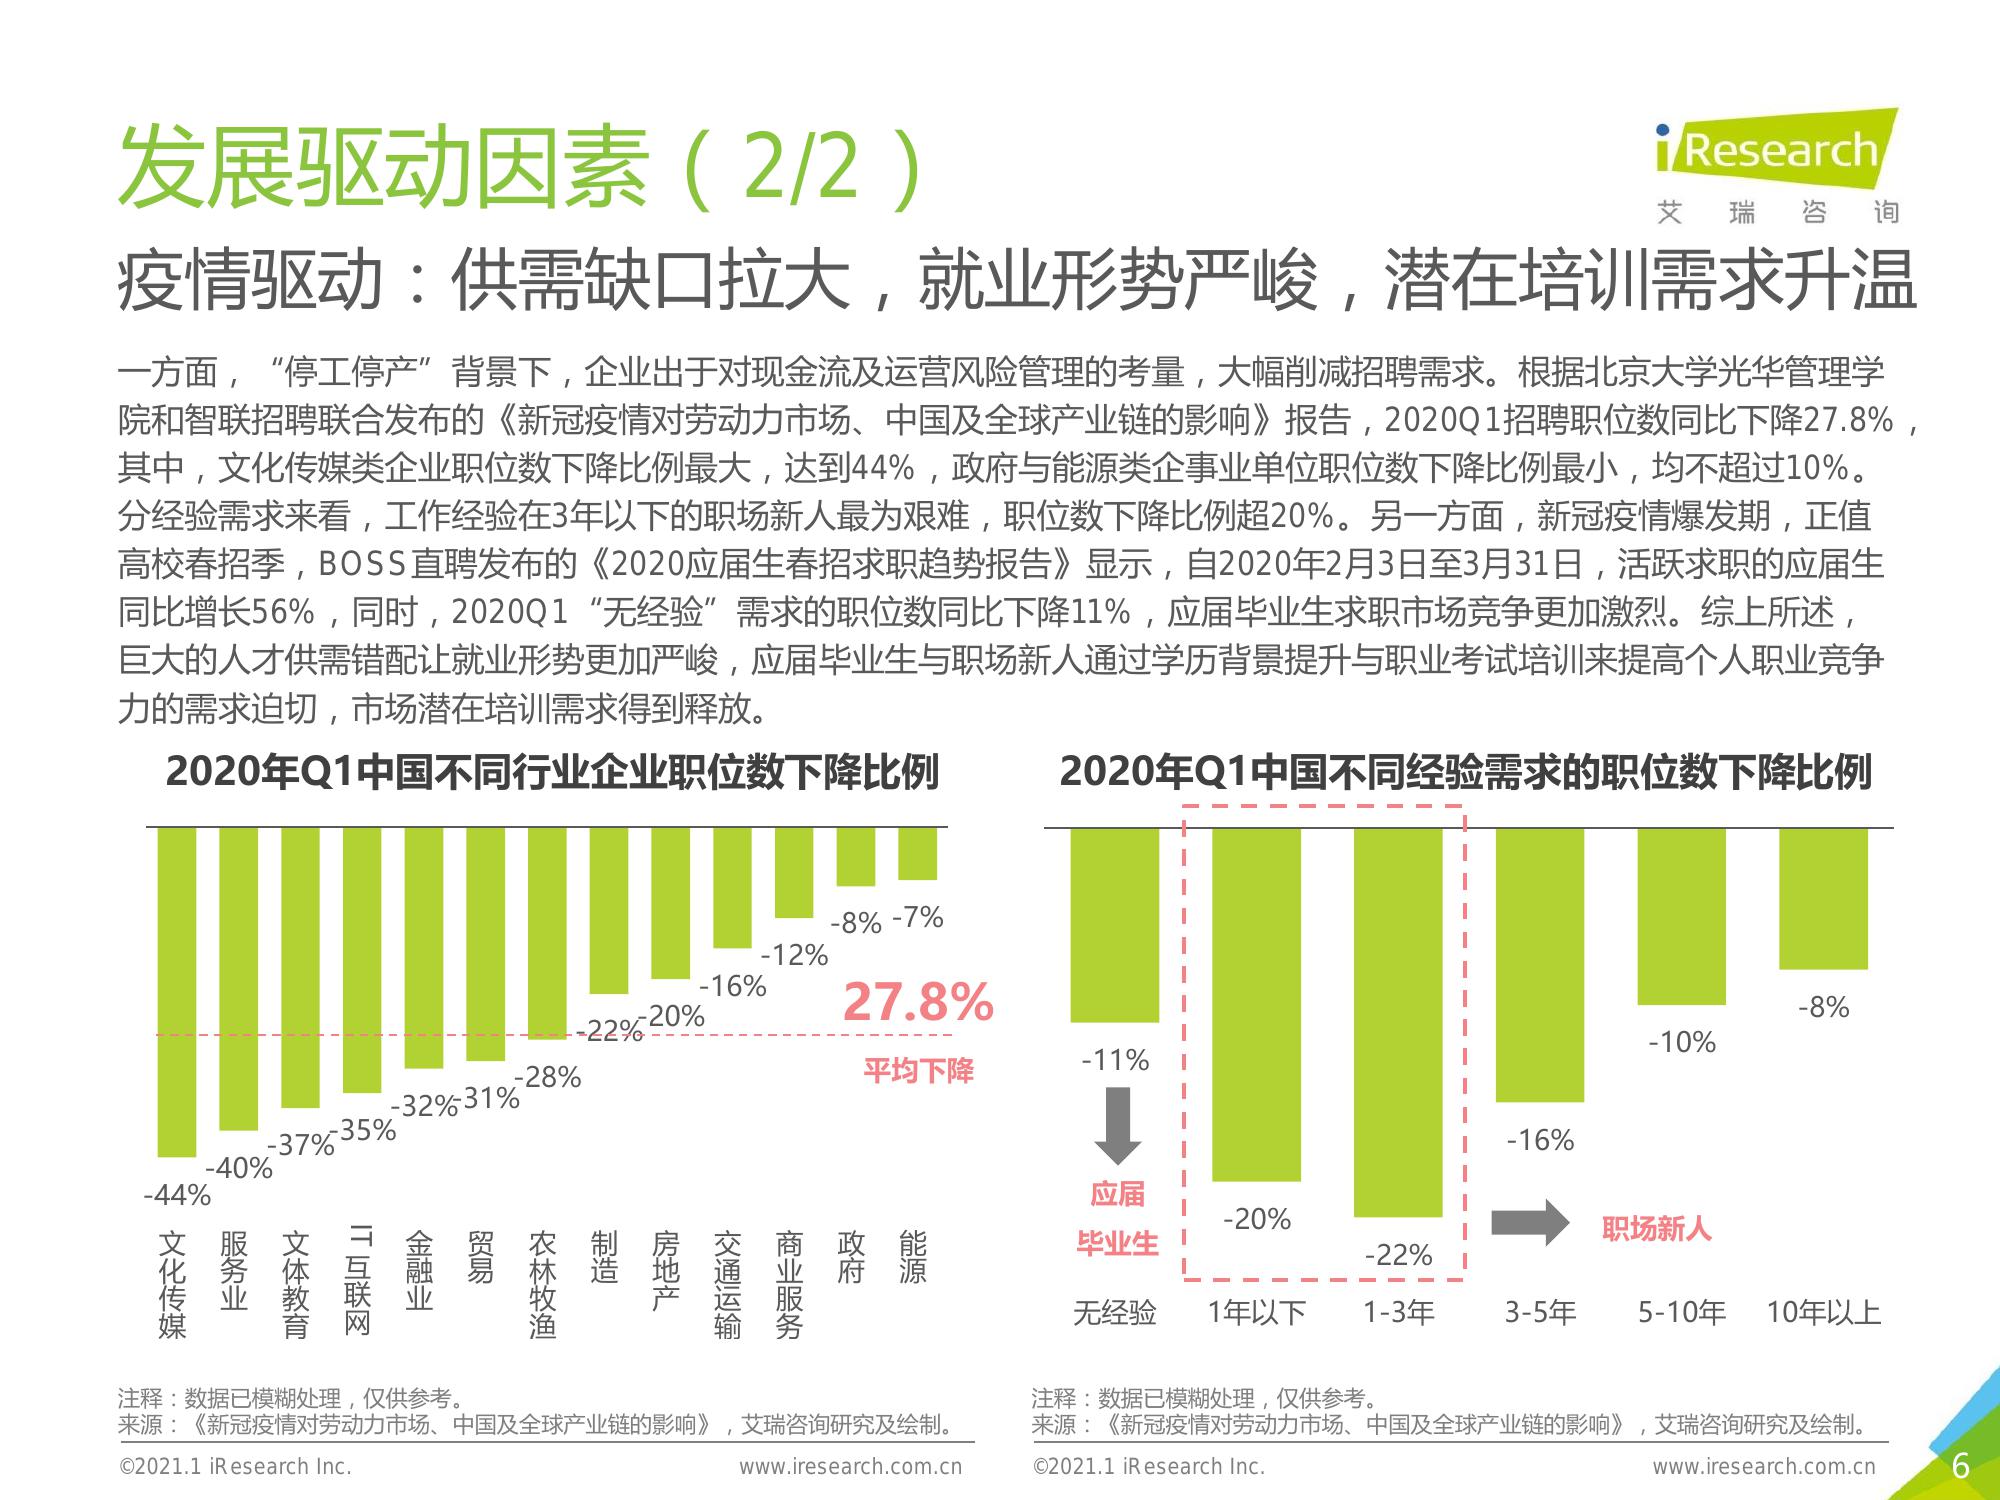 发展驱动因素（2/2）
iResearch
艾瑞咨询
疫情驱动：供需缺口拉大，就业形势严峻，潜在培训需求升温
一方面，“停工停产”背景下，企业出于对现金流及运营风险管理的考量，大幅削减招聘需求。根据北京大学光华管理学
院和智联招聘联合发布的《新冠疫情对劳动力市场、中国及全球产业链的影响》报告，2020Q1招聘职位数同比下降27.8%，
其中，文化传媒类企业职位数下降比例最大，达到44%，政府与能源类企事业单位职位数下降比例最小，均不超过10%。
分经验需求来看，工作经验在3年以下的职场新人最为艰难，职位数下降比例超20%。另一方面，新冠疫情爆发期，正值
高校春招季，BOSS直聘发布的《2020应届生春招求职趋势报告》显示，自2020年2月3日至3月31日，活跃求职的应届生
同比增长56%，同时，2020Q1“无经验”需求的职位数同比下降11%，应届毕业生求职市场竞争更加激烈。综上所述，
巨大的人才供需错配让就业形势更加严峻，应届毕业生与职场新人通过学历背景提升与职业考试培训来提高个人职业竞争
力的需求迫切，市场潜在培训需求得到释放。
2020年Q1中国不同行业企业职位数下降比例
-44%
-40%
-37%
-35%
-32%
-31%
-28%
-22%
-20%
-16%
-12%
-8%
-7%
27.8%
平均下降
文化传媒
服务业
文体教育
IT互联网
金融业
贸易
农林牧渔
制造
房地产
交通运输
商业服务
政府
能源
注释：数据已模糊处理，仅供参考。
来源：《新冠疫情对劳动力市场、中国及全球产业链的影响》，艾瑞咨询研究及绘制。
©2021.1 iResearch Inc.
www.iresearch.com.cn
2020年Q1中国不同经验需求的职位数下降比例
-11%
-20%
-22%
-16%
-10%
-8%
应届
毕业生
职场新人
无经验
1年以下
1-3年
3-5年
5-10年
10年以上
注释：数据已模糊处理，仅供参考。
来源：《新冠疫情对劳动力市场、中国及全球产业链的影响》，艾瑞咨询研究及绘制。
©2021.1 iResearch Inc.
www.iresearch.com.cn
6